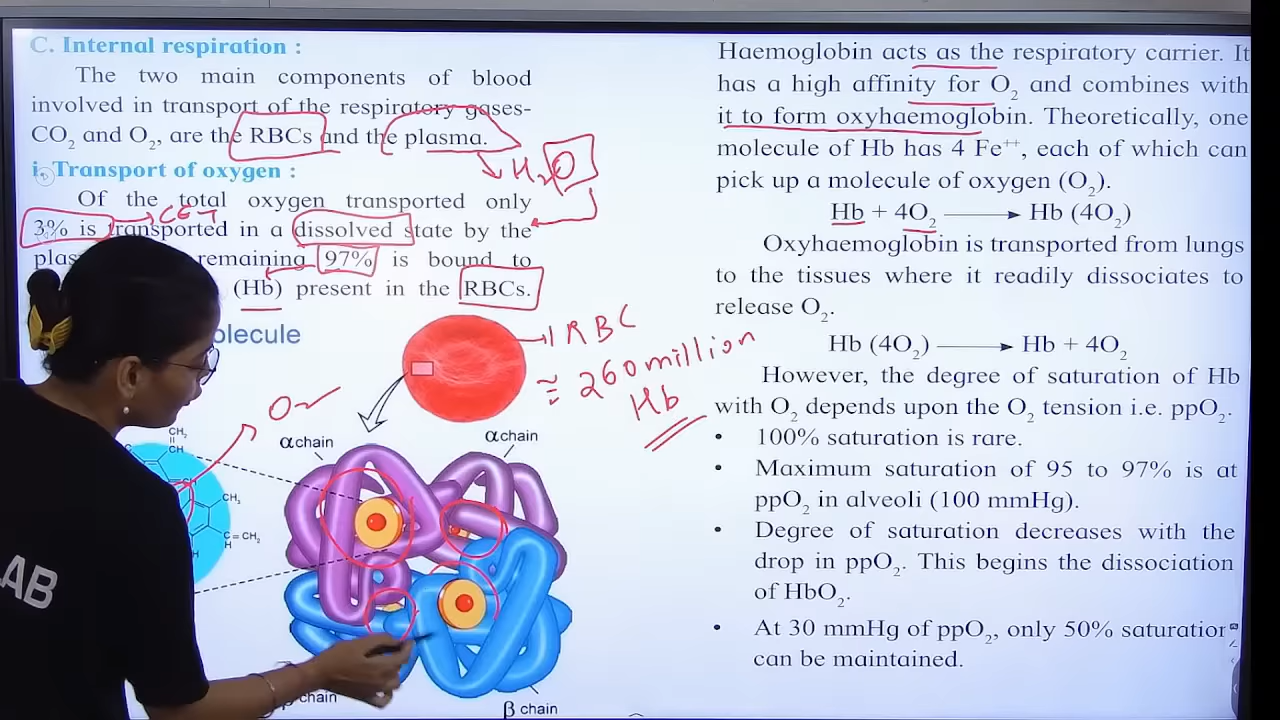 C. Internal respiration :
The two main components of blood
involved in transport of the respiratory gases-
CO₂ and O₂, are the RBCs and the plasma.
H₂O
i. Transport of oxygen :
Of the total oxygen transported only
CET
3% is transported in a dissolved state by the
plas remaining 97% is bound to
(Hb) present in the RBCs.
olecule
RBC
≅ 260 million
Hb
O₂
α chain
α chain
CH₂
CH
CH₃
C=CH₂
H
chain
β chain
AB
Haemoglobin acts as the respiratory carrier. It
has a high affinity for O₂ and combines with
it to form oxyhaemoglobin. Theoretically, one
molecule of Hb has 4 Fe⁺⁺, each of which can
pick up a molecule of oxygen (O₂).
Hb + 4O₂ ⟶ Hb (4O₂)
Oxyhaemoglobin is transported from lungs
to the tissues where it readily dissociates to
release O₂.
Hb (4O₂) ⟶ Hb + 4O₂
However, the degree of saturation of Hb
with O₂ depends upon the O₂ tension i.e. ppO₂.
• 100% saturation is rare.
• Maximum saturation of 95 to 97% is at
ppO₂ in alveoli (100 mmHg).
• Degree of saturation decreases with the
drop in ppO₂. This begins the dissociation
of HbO₂.
• At 30 mmHg of ppO₂, only 50% saturation
can be maintained.